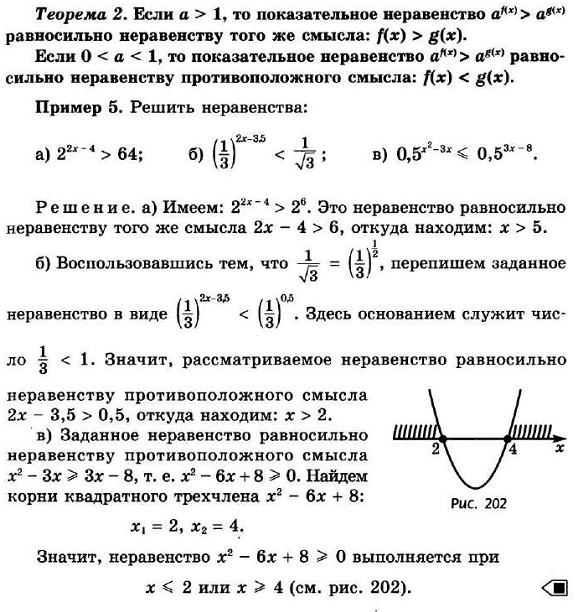 Теорема 2. Если a > 1, то показательное неравенство a^f(x) > a^g(x)
равносильно неравенству того же смысла: f(x) > g(x).
Если 0 < a < 1, то показательное неравенство a^f(x) > a^g(x) равно-
сильно неравенству противоположного смысла: f(x) < g(x).
Пример 5. Решить неравенства:
а) 2^(2x – 4) > 64; б) (1/3)^(2x–3,5) < 1/√3; в) 0,5^(x²–3x) ⩽ 0,5^(3x – 8).
Решение. а) Имеем: 2^(2x – 4) > 2⁶. Это неравенство равносильно
неравенству того же смысла 2x – 4 > 6, откуда находим: x > 5.
б) Воспользовавшись тем, что 1/√3 = (1/3)^(1/2), перепишем заданное
неравенство в виде (1/3)^(2x–3,5) < (1/3)^(0,5). Здесь основанием служит чис-
ло 1/3 < 1. Значит, рассматриваемое неравенство равносильно
неравенству противоположного смысла
2x – 3,5 > 0,5, откуда находим: x > 2.
в) Заданное неравенство равносильно
неравенству противоположного смысла
x² – 3x ⩾ 3x – 8, т. е. x² – 6x + 8 ⩾ 0. Найдем
корни квадратного трехчлена x² – 6x + 8:
x₁ = 2, x₂ = 4.
2 4 x
Рис. 202
Значит, неравенство x² – 6x + 8 ⩾ 0 выполняется при
x ⩽ 2 или x ⩾ 4 (см. рис. 202).